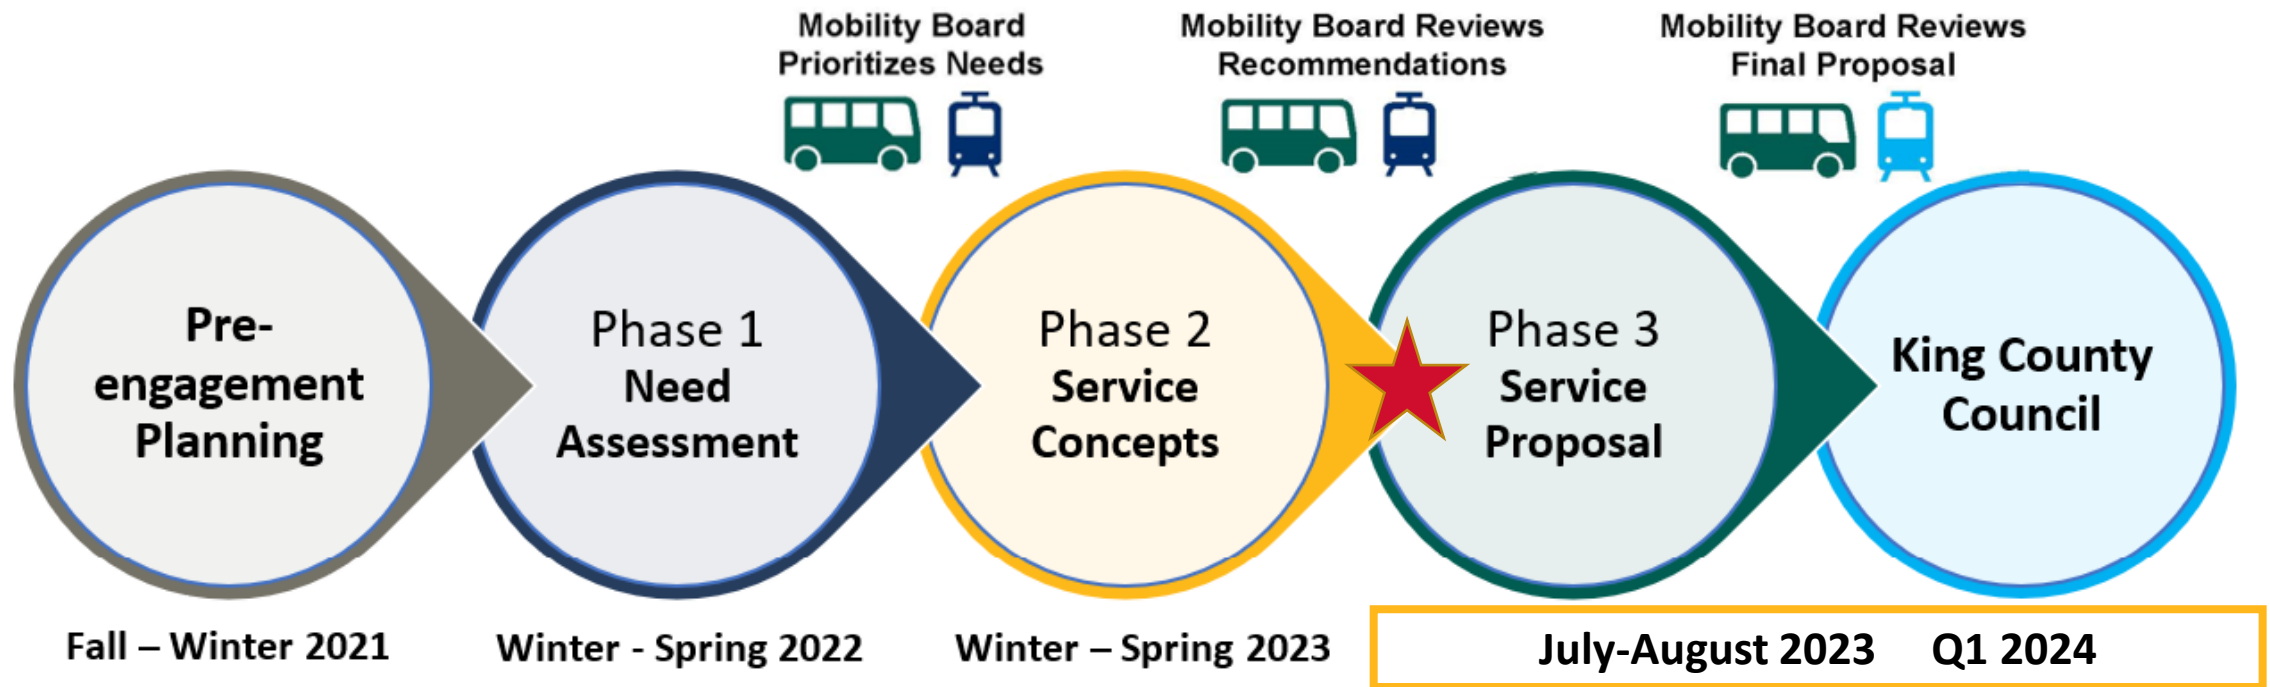 Mobility Board
Prioritizes Needs
Mobility Board Reviews
Recommendations
Mobility Board Reviews
Final Proposal
Pre-
engagement
Planning
Phase 1
Need
Assessment
Phase 2
Service
Concepts
Phase 3
Service
Proposal
King County
Council
Fall – Winter 2021
Winter - Spring 2022
Winter – Spring 2023
July-August 2023
Q1 2024